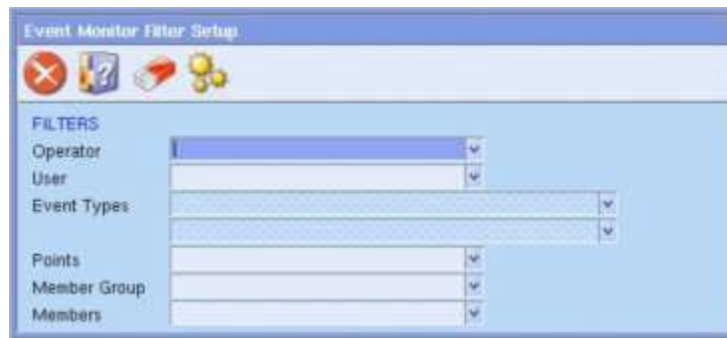 Event Monitor Filter Setup
FILTERS
Operator
User
Event Types
Points
Member Group
Members